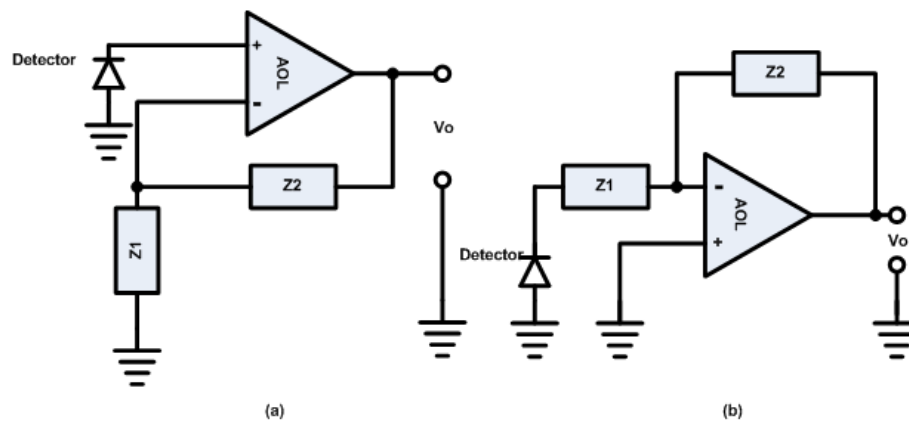 Detector
+
-
AOL
Z2
Z1
Vo
(a)
Z2
Z1
-
+
AOL
Detector
Vo
(b)